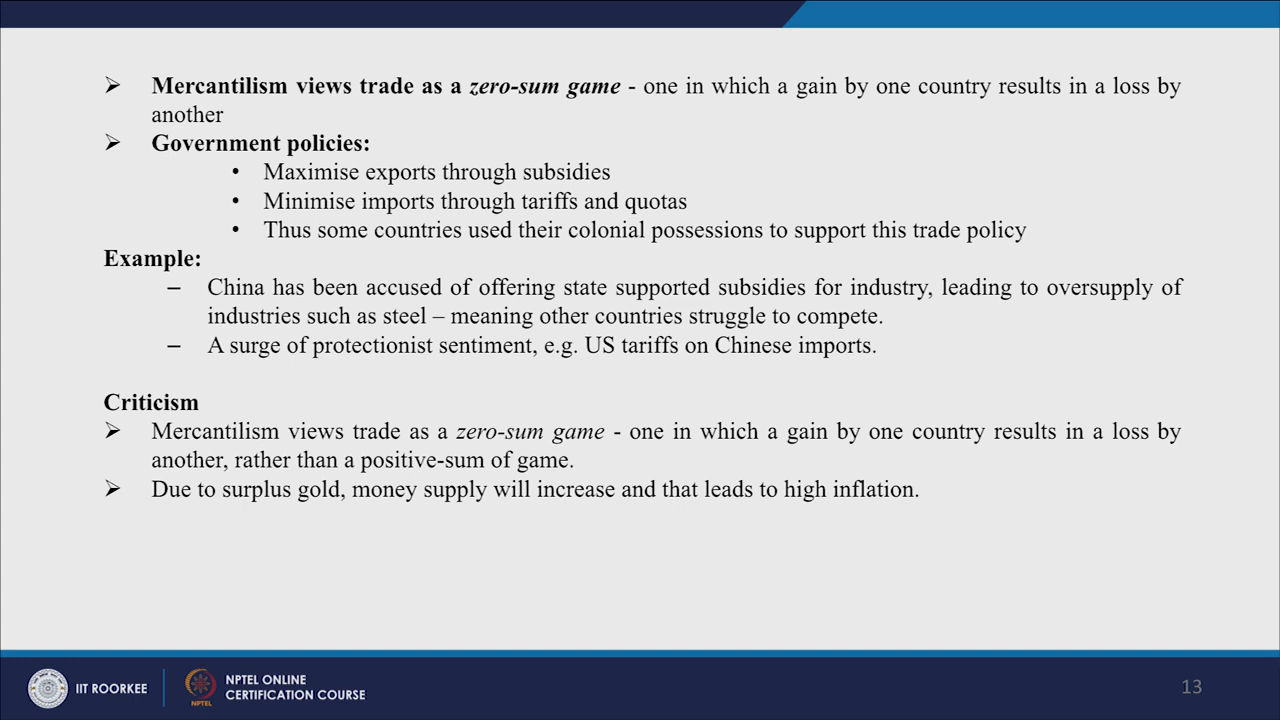 ➤ Mercantilism views trade as a zero-sum game - one in which a gain by one country results in a loss by
another
➤ Government policies:
• Maximise exports through subsidies
• Minimise imports through tariffs and quotas
• Thus some countries used their colonial possessions to support this trade policy
Example:
– China has been accused of offering state supported subsidies for industry, leading to oversupply of
industries such as steel – meaning other countries struggle to compete.
– A surge of protectionist sentiment, e.g. US tariffs on Chinese imports.
Criticism
➤ Mercantilism views trade as a zero-sum game - one in which a gain by one country results in a loss by
another, rather than a positive-sum of game.
➤ Due to surplus gold, money supply will increase and that leads to high inflation.
IIT ROORKEE
NPTEL
NPTEL ONLINE
CERTIFICATION COURSE
13